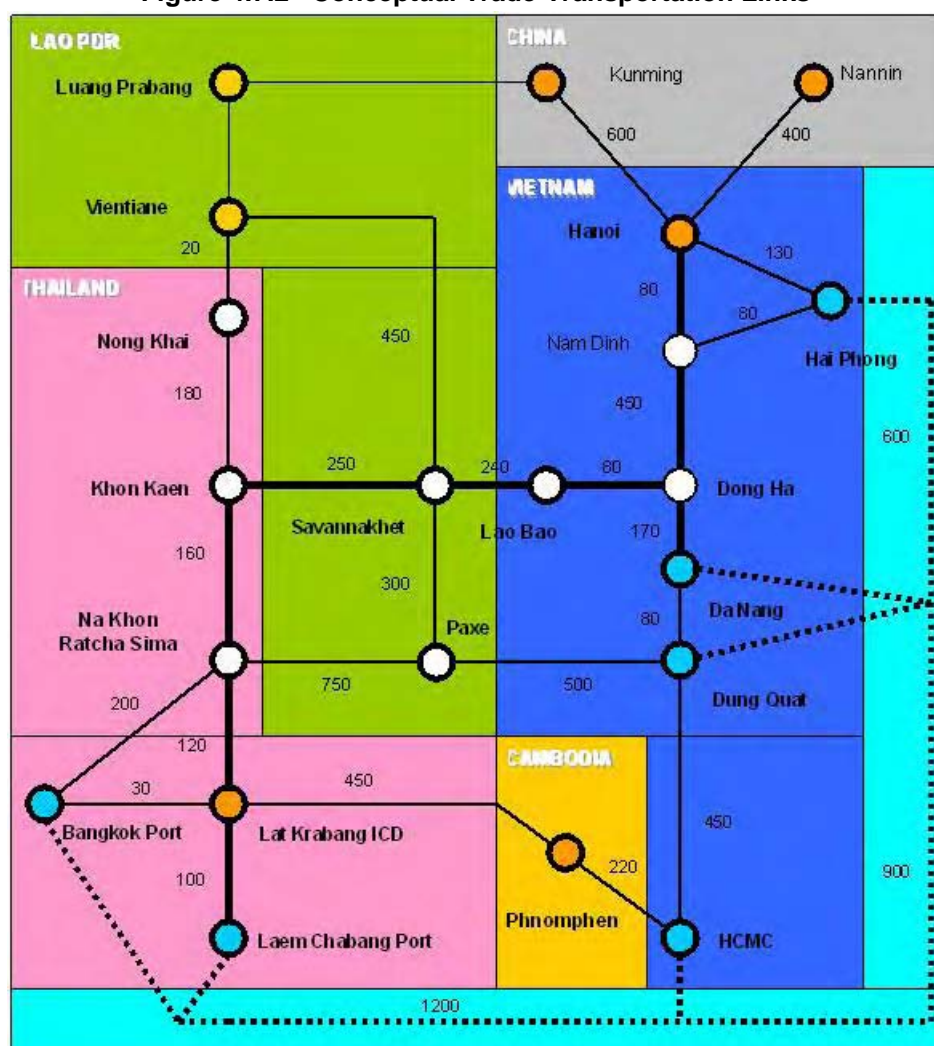 Figure
Conceptual Trade Transportation Links
LAO PDR
CHINA
Luang Prabang
Kunming
Nannin
600
400
VIETNAM
Vientiane
Hanoi
20
130
THAILAND
80
80
Nong Khai
450
Nam Dinh
Hai Phong
180
450
600
250
240
80
Khon Kaen
Dong Ha
Savannakhet
Lao Bao
170
160
300
Da Nang
Na Khon
Ratcha Sima
Paxe
80
750
500
Dung Quat
200
120
CAMBODIA
30
450
Bangkok Port
Lat Krabang ICD
450
100
220
900
Phnomphen
Laem Chabang Port
HCMC
1200